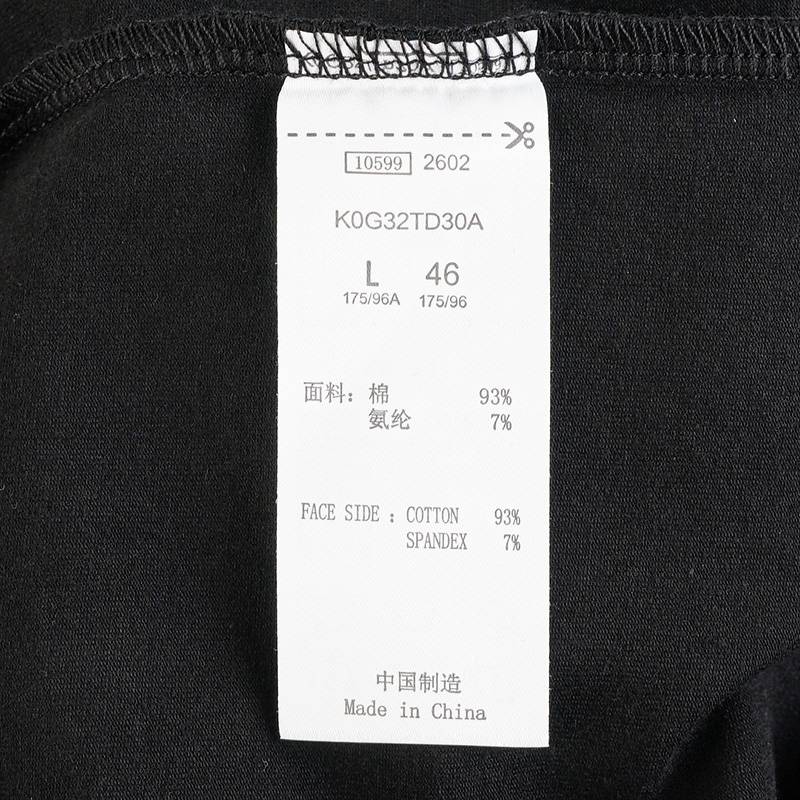 10599 2602
K0G32TD30A
L 46
175/96A 175/96
面料：棉 93%
氨纶 7%
FACE SIDE : COTTON 93%
SPANDEX 7%
中国制造
Made in China